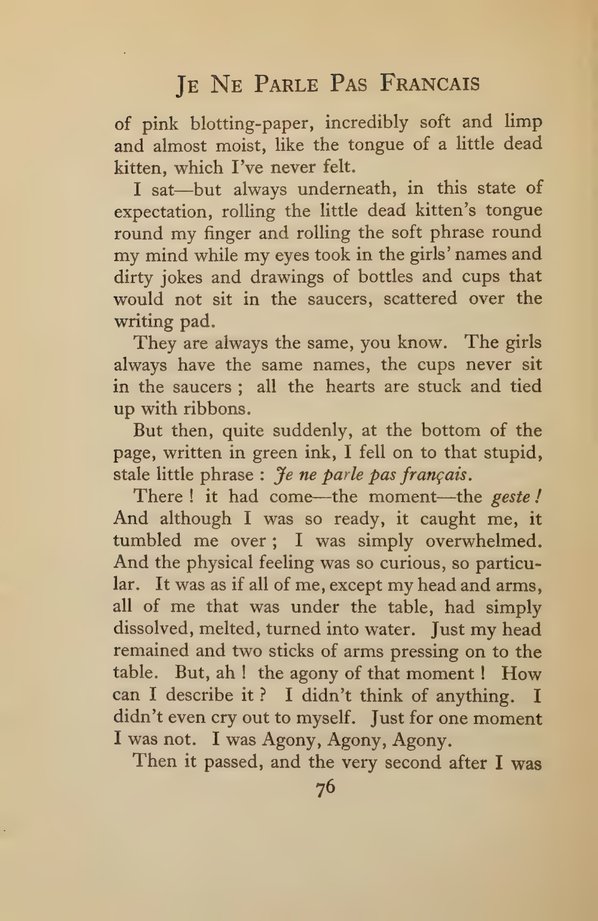 Je Ne Parle Pas Francais
of pink blotting-paper, incredibly soft and limp
and almost moist, like the tongue of a little dead
kitten, which I've never felt.
I sat—but always underneath, in this state of
expectation, rolling the little dead kitten's tongue
round my finger and rolling the soft phrase round
my mind while my eyes took in the girls' names and
dirty jokes and drawings of bottles and cups that
would not sit in the saucers, scattered over the
writing pad.
They are always the same, you know. The girls
always have the same names, the cups never sit
in the saucers ; all the hearts are stuck and tied
up with ribbons.
But then, quite suddenly, at the bottom of the
page, written in green ink, I fell on to that stupid,
stale little phrase : Je ne parle pas français.
There ! it had come—the moment—the geste !
And although I was so ready, it caught me, it
tumbled me over ; I was simply overwhelmed.
And the physical feeling was so curious, so particu-
lar. It was as if all of me, except my head and arms,
all of me that was under the table, had simply
dissolved, melted, turned into water. Just my head
remained and two sticks of arms pressing on to the
table. But, ah ! the agony of that moment ! How
can I describe it ? I didn't think of anything. I
didn't even cry out to myself. Just for one moment
I was not. I was Agony, Agony, Agony.
Then it passed, and the very second after I was
76